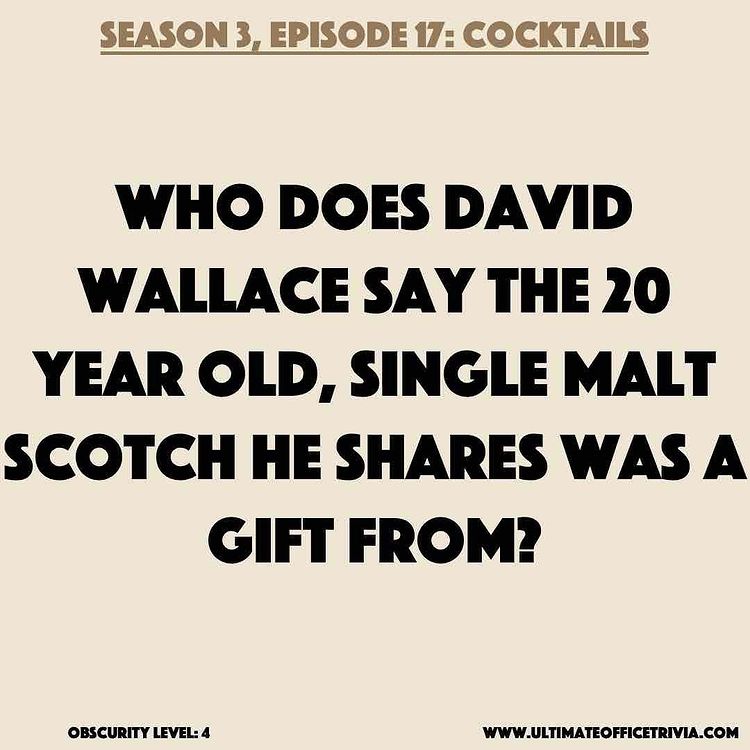 SEASON 3, EPISODE 17: COCKTAILS
WHO DOES DAVID
WALLACE SAY THE 20
YEAR OLD, SINGLE MALT
SCOTCH HE SHARES WAS A
GIFT FROM?
OBSCURITY LEVEL: 4
WWW.ULTIMATEOFFICETRIVIA.COM